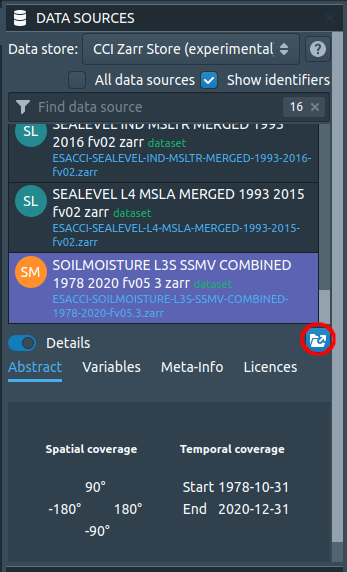 DATA SOURCES
Data store: CCI Zarr Store (experimental)
All data sources Show identifiers
Find data source 16
SL SEALEVEL IND MSLTR MERGED 1993
2016 fv02 zarr dataset
ESACCI-SEALEVEL-IND-MSLTR-MERGED-1993-2016-
fv02.zarr
SL SEALEVEL L4 MSLA MERGED 1993 2015
fv02 zarr dataset
ESACCI-SEALEVEL-L4-MSLA-MERGED-1993-2015-
fv02.zarr
SM SOILMOISTURE L3S SSMV COMBINED
1978-2020 fv05 3 zarr dataset
ESACCI-SOILMOISTURE-L3S-SSMV-COMBINED-
1978-2020-fv05.3.zarr
Details
Abstract Variables Meta-Info Licences
Spatial coverage Temporal coverage
90° Start 1978-10-31
-180° 180° End 2020-12-31
-90°